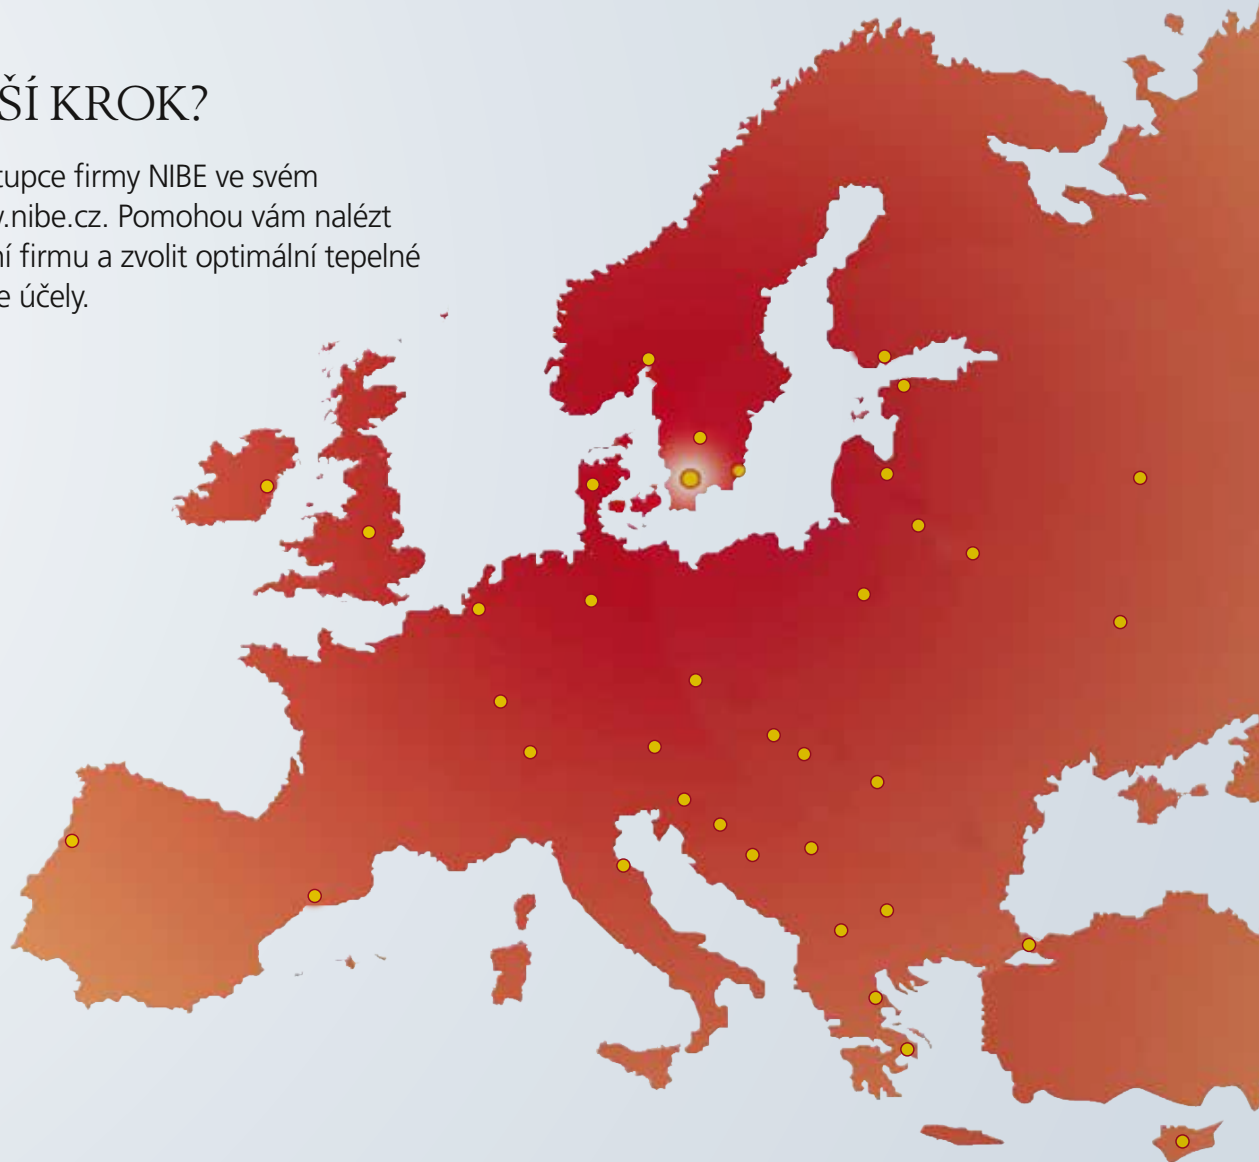 ŠÍ KROK?
tupce firmy NIBE ve svém
.nibe.cz. Pomohou vám nalézt
ní firmu a zvolit optimální tepelné
e účely.